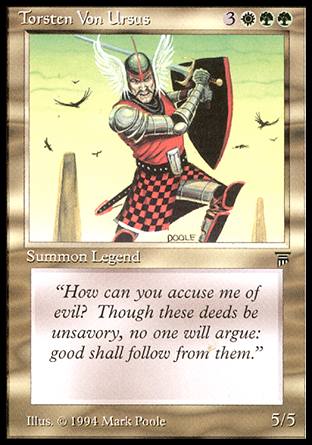 Torsten Von Ursus 3
POOLE
Summon Legend
“How can you accuse me of
evil? Though these deeds be
unsavory, no one will argue:
good shall follow from them.”
Illus. © 1994 Mark Poole 5/5